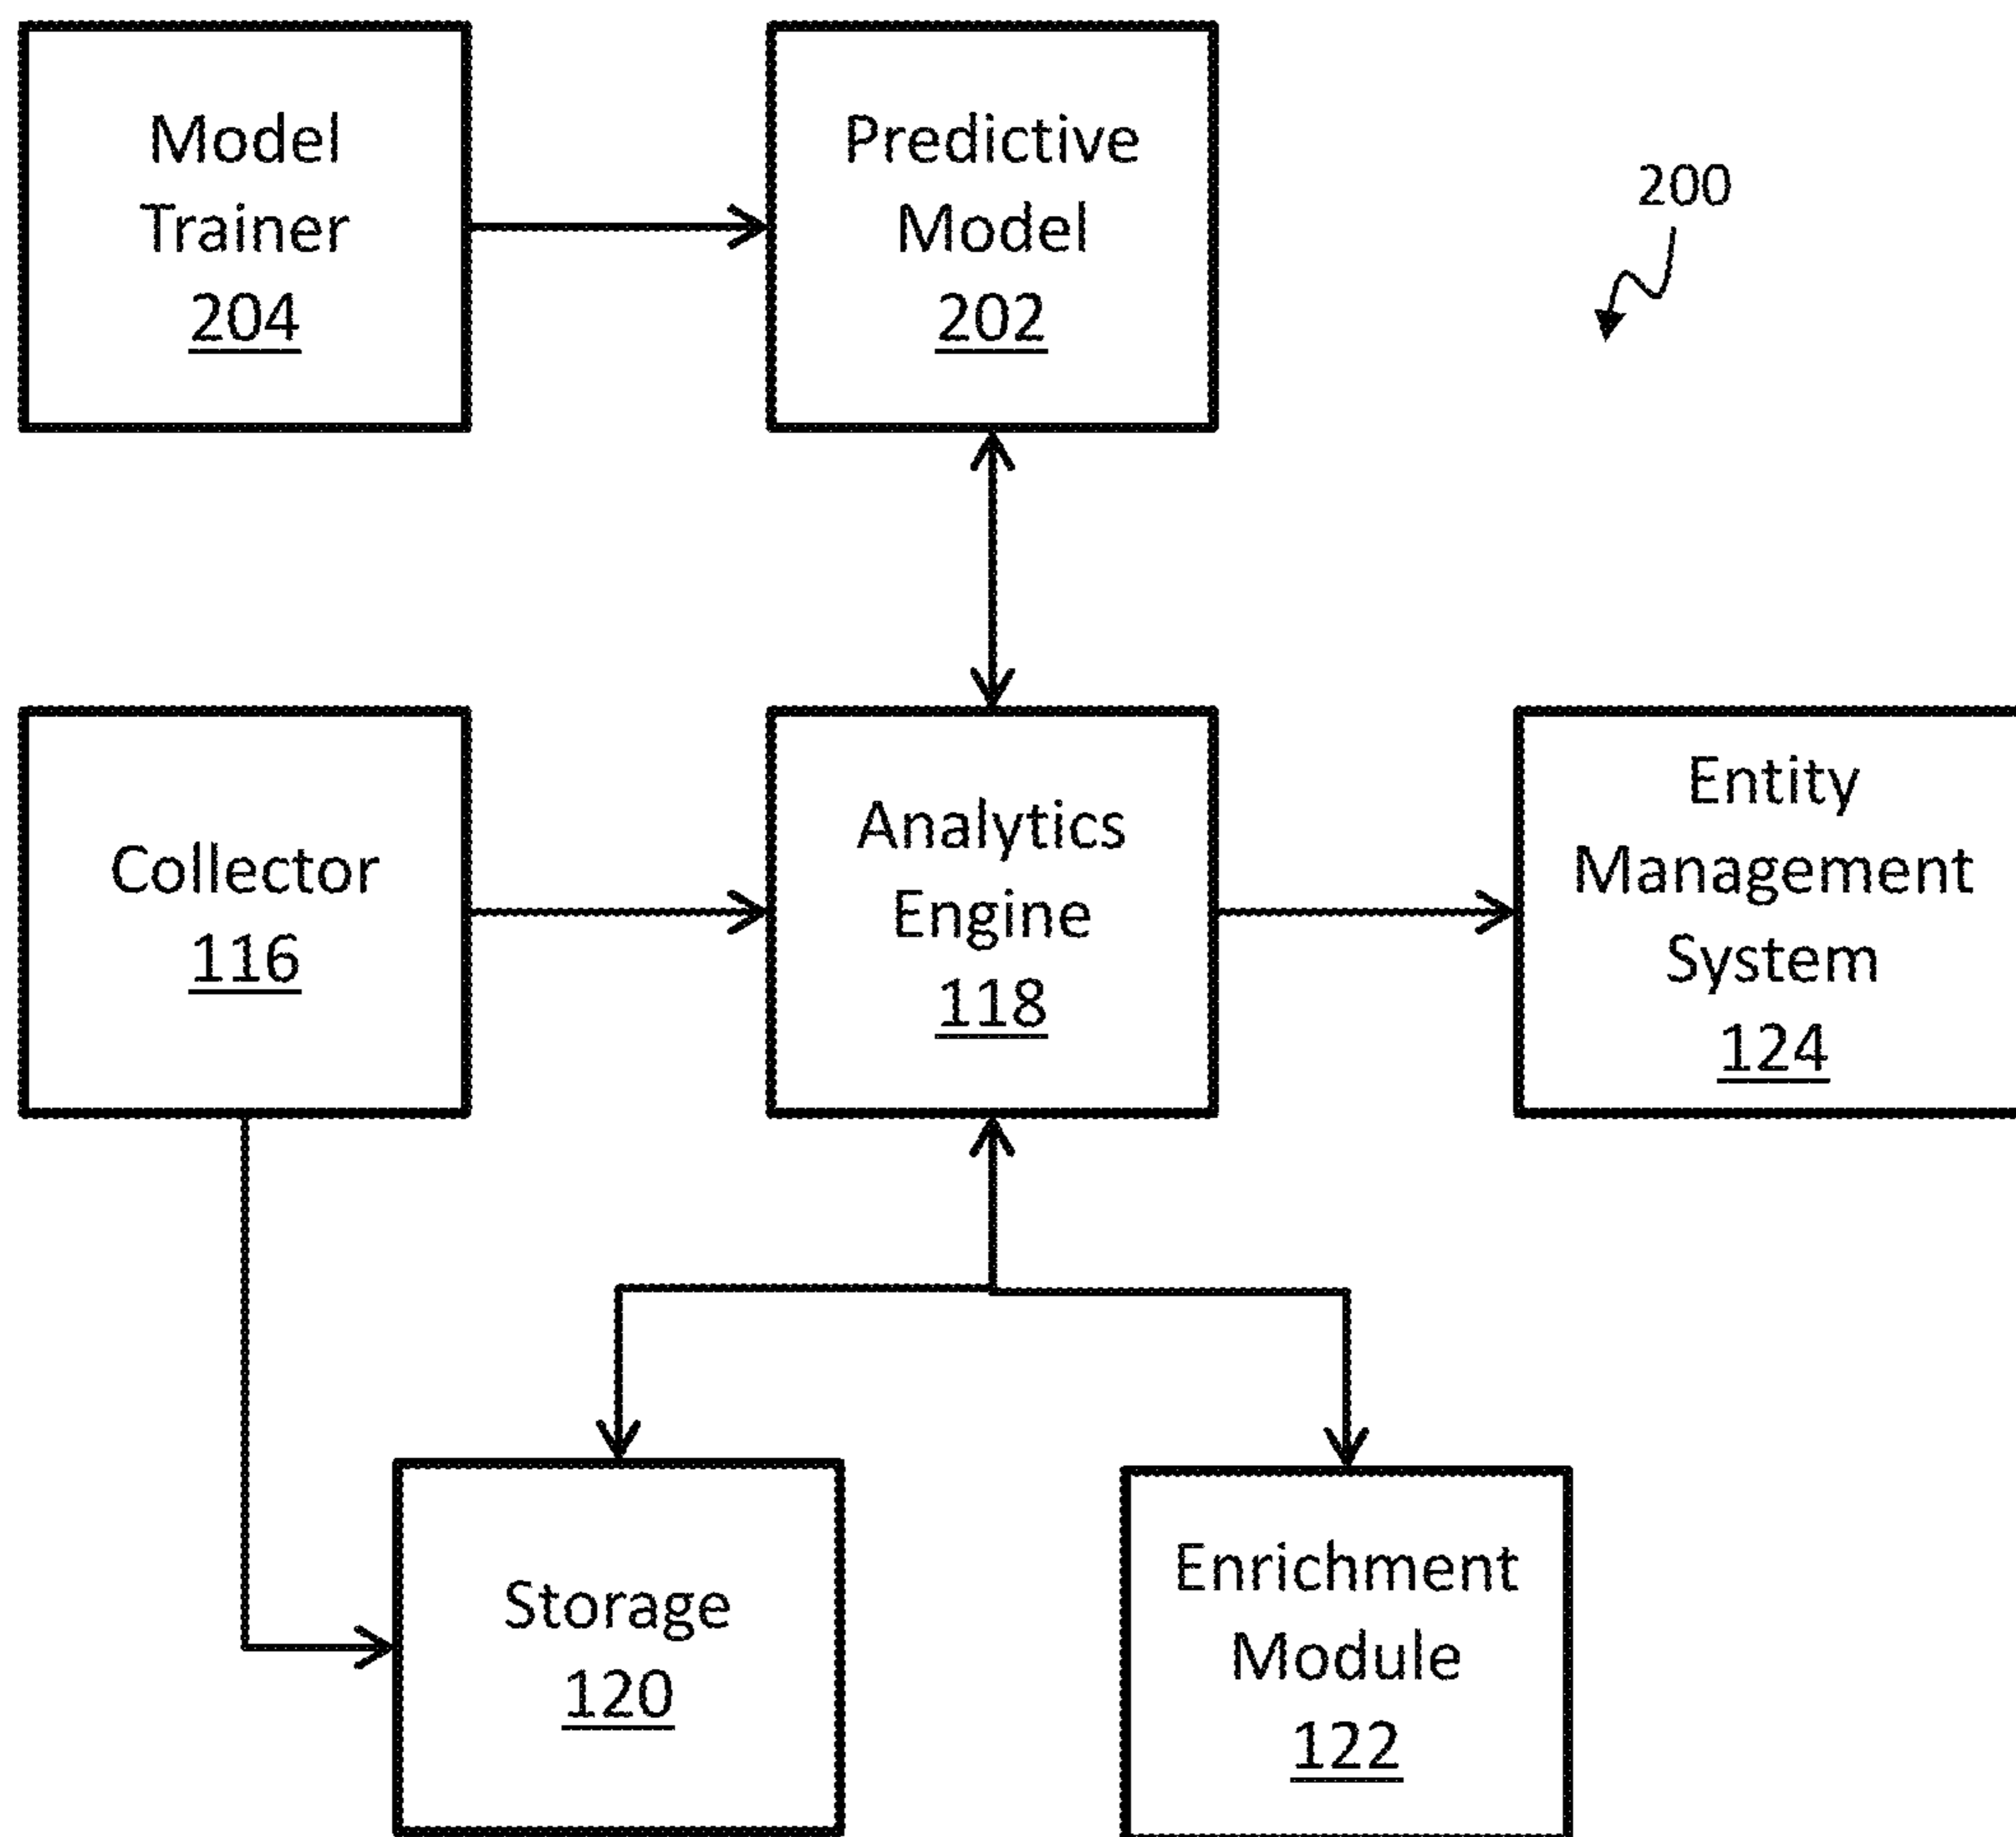 Model
Trainer
204
Predictive
Model
202
200
Collector
116
Analytics
Engine
118
Entity
Management
System
124
Storage
120
Enrichment
Module
122